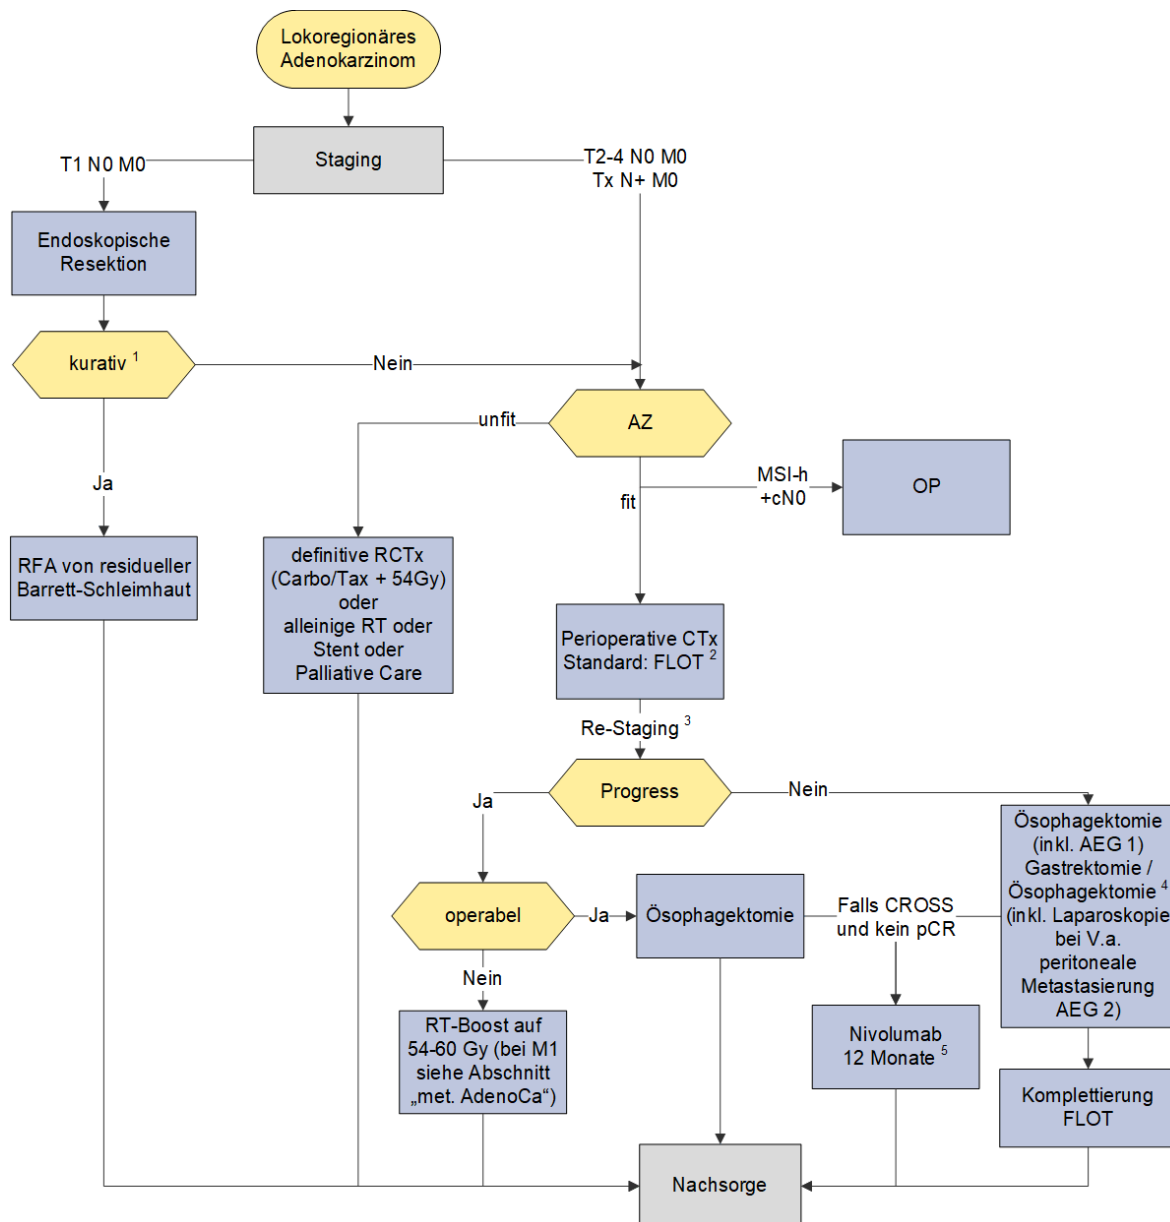 Lokoregionäres
Adenokarzinom
Staging
T1 N0 M0
T2-4 N0 M0
Tx N+ M0
Endoskopische
Resektion
kurativ 1
Nein
AZ
unfit
fit
MSI-h
+cN0
OP
Ja
RFA von residueller
Barrett-Schleimhaut
definitive RCTx
(Carbo/Tax + 54Gy)
oder
alleinige RT oder
Stent oder
Palliative Care
Perioperative CTx
Standard: FLOT 2
Re-Staging 3
Progress
Ja
Nein
Ösophagektomie
(inkl. AEG 1)
Gastrektomie /
Ösophagektomie 4
(inkl. Laparoskopie
bei V.a.
peritoneale
Metastasierung
AEG 2)
operabel
Ja
Ösophagektomie
Falls CROSS
und kein pCR
Nein
RT-Boost auf
54-60 Gy (bei M1
siehe Abschnitt
„met. AdenoCa“)
Nivolumab
12 Monate 5
Komplettierung
FLOT
Nachsorge